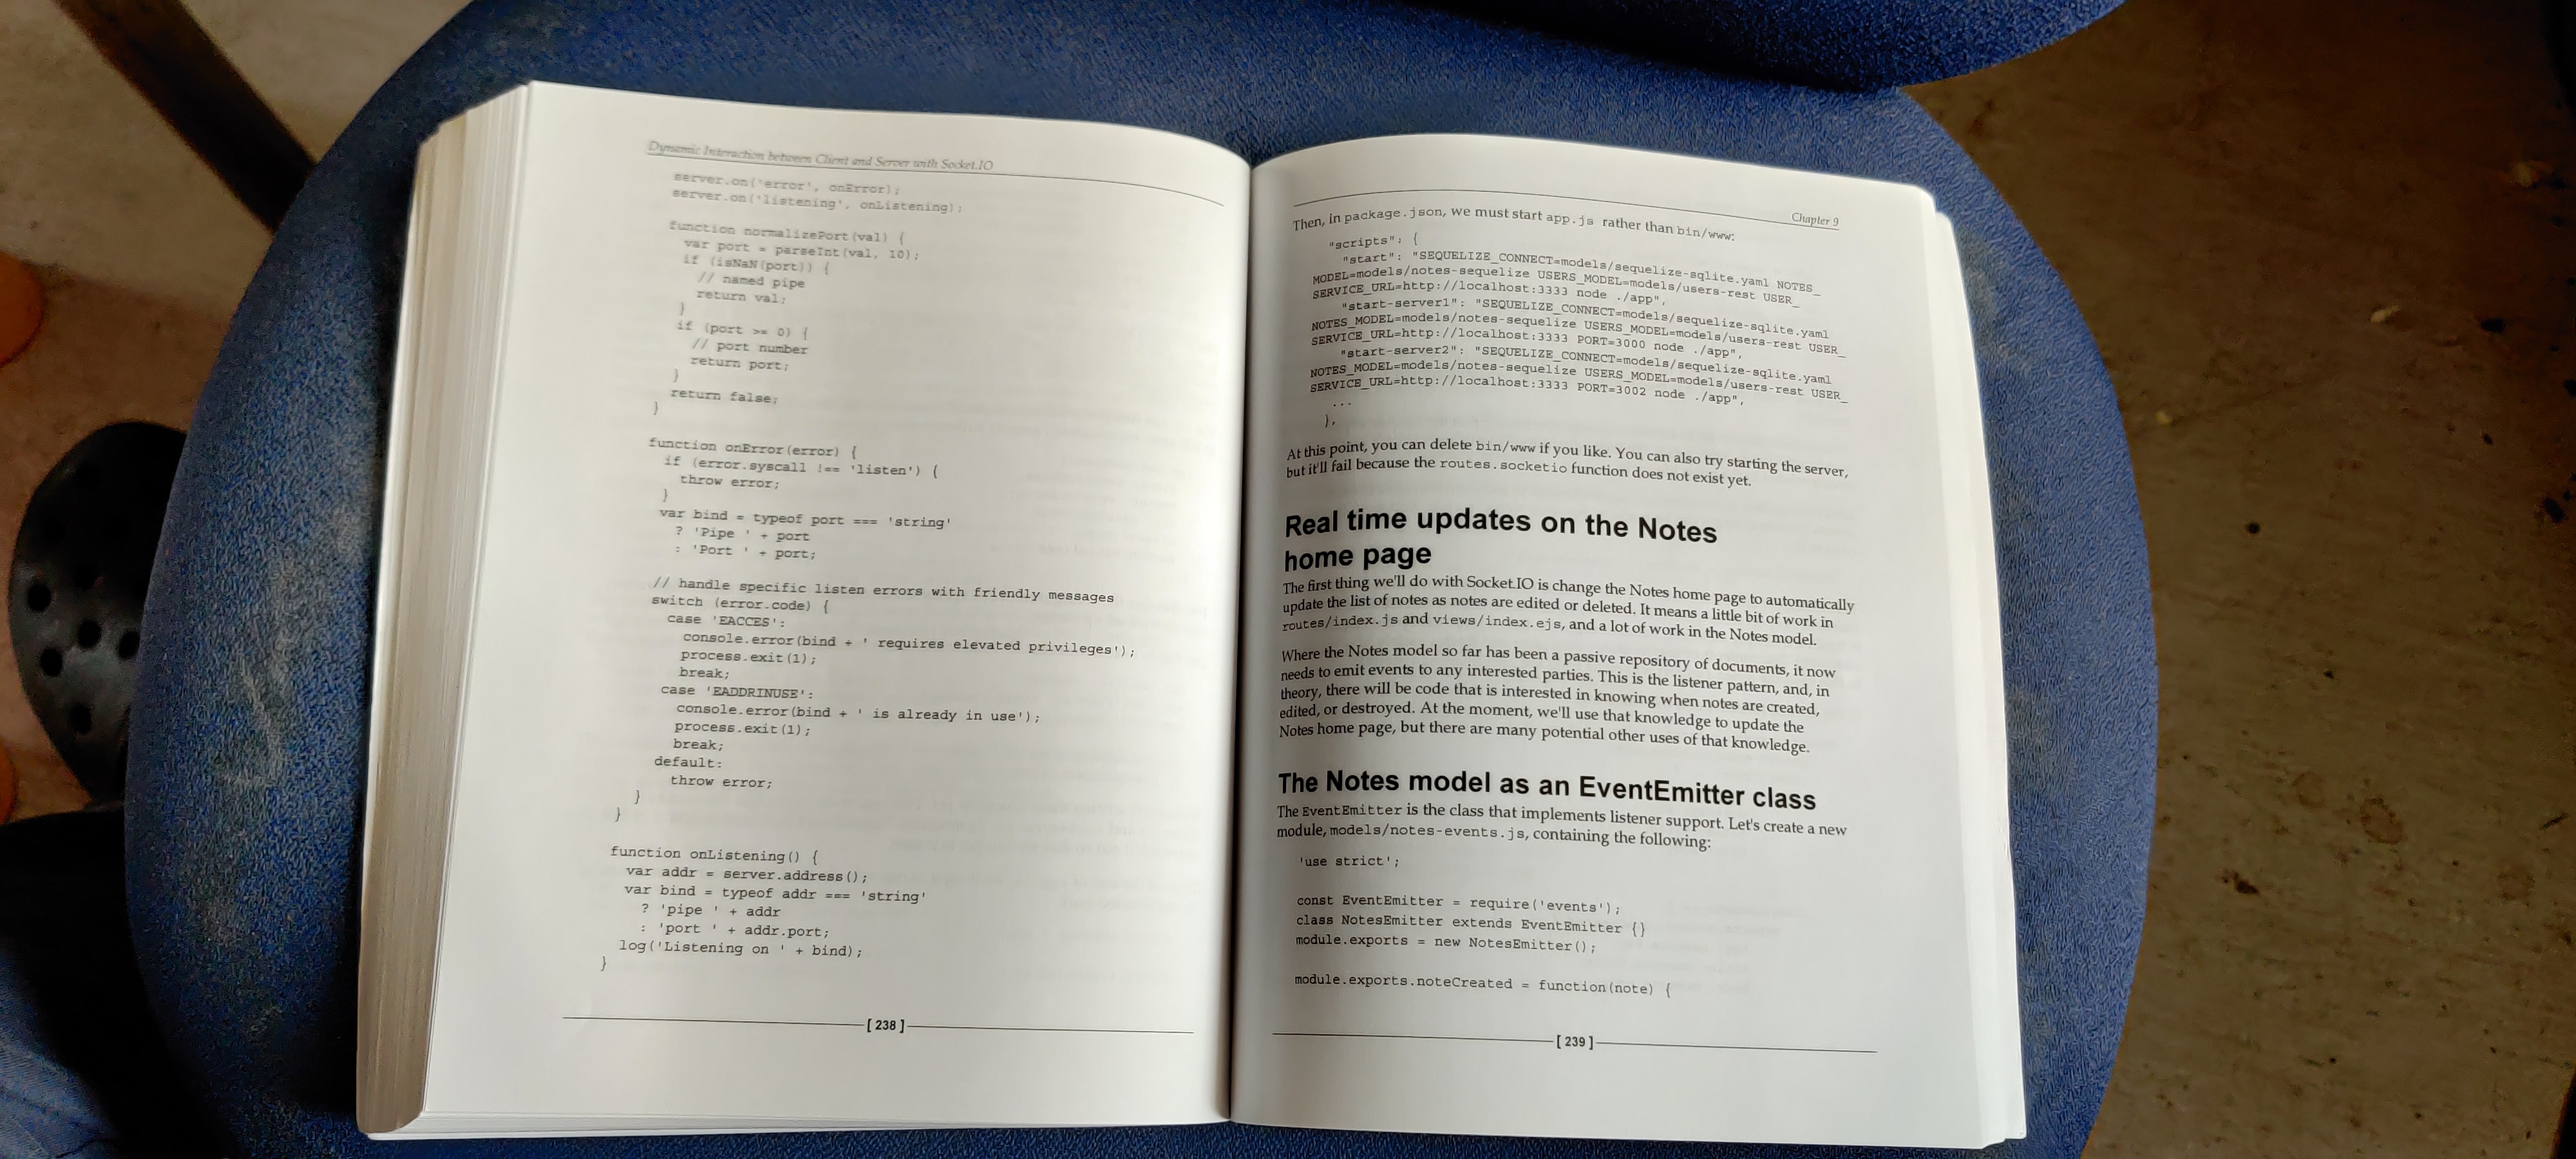 Dynamic Interaction between Client and Server with Socket.IO
server.on('error', onError);
server.on('listening', onListening);
function normalizePort(val) {
var port = parseInt(val, 10);
if (isNaN(port)) {
// named pipe
return val;
}
if (port >= 0) {
// port number
return port;
}
return false;
}
function onError(error) {
if (error.syscall !== 'listen') {
throw error;
}
var bind = typeof port === 'string'
? 'Pipe ' + port
: 'Port ' + port;
// handle specific listen errors with friendly messages
switch (error.code) {
case 'EACCES':
console.error(bind + ' requires elevated privileges');
process.exit(1);
break;
case 'EADDRINUSE':
console.error(bind + ' is already in use');
process.exit(1);
break;
default:
throw error;
}
}
function onListening() {
var addr = server.address();
var bind = typeof addr === 'string'
? 'pipe ' + addr
: 'port ' + addr.port;
log('Listening on ' + bind);
}
[ 238 ]
Chapter 9
Then, in package.json, we must start app.js rather than bin/www:
"scripts": {
"start": "SEQUELIZE_CONNECT=models/sequelize-sqlite.yaml NOTES_
MODEL=models/notes-sequelize USERS_MODEL=models/users-rest USER_
SERVICE_URL=http://localhost:3333 node ./app",
"start-server1": "SEQUELIZE_CONNECT=models/sequelize-sqlite.yaml
NOTES_MODEL=models/notes-sequelize USERS_MODEL=models/users-rest USER_
SERVICE_URL=http://localhost:3333 PORT=3000 node ./app",
"start-server2": "SEQUELIZE_CONNECT=models/sequelize-sqlite.yaml
NOTES_MODEL=models/notes-sequelize USERS_MODEL=models/users-rest USER_
SERVICE_URL=http://localhost:3333 PORT=3002 node ./app",
...
},
At this point, you can delete bin/www if you like. You can also try starting the server,
but it'll fail because the routes.socketio function does not exist yet.
Real time updates on the Notes
home page
The first thing we'll do with Socket.IO is change the Notes home page to automatically
update the list of notes as notes are edited or deleted. It means a little bit of work in
routes/index.js and views/index.ejs, and a lot of work in the Notes model.
Where the Notes model so far has been a passive repository of documents, it now
needs to emit events to any interested parties. This is the listener pattern, and, in
theory, there will be code that is interested in knowing when notes are created,
edited, or destroyed. At the moment, we'll use that knowledge to update the
Notes home page, but there are many potential other uses of that knowledge.
The Notes model as an EventEmitter class
The EventEmitter is the class that implements listener support. Let's create a new
module, models/notes-events.js, containing the following:
'use strict';
const EventEmitter = require('events');
class NotesEmitter extends EventEmitter {}
module.exports = new NotesEmitter();
module.exports.noteCreated = function(note) {
[ 239 ]